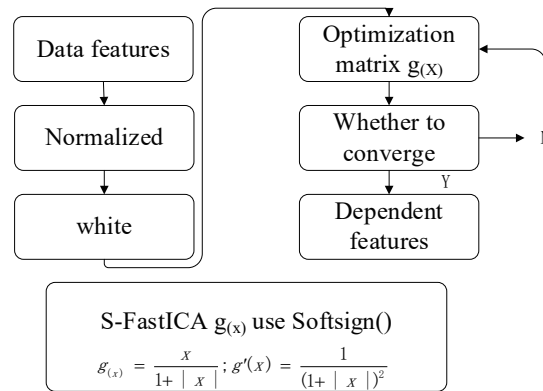 Data features
Normalized
white
Optimization
matrix g(X)
Whether to
converge
Y
Dependent
features
S-FastICA g(x) use Softsign()
g(x) = x / (1+ | x |) ; g′(x) = 1 / (1+ | x |)²